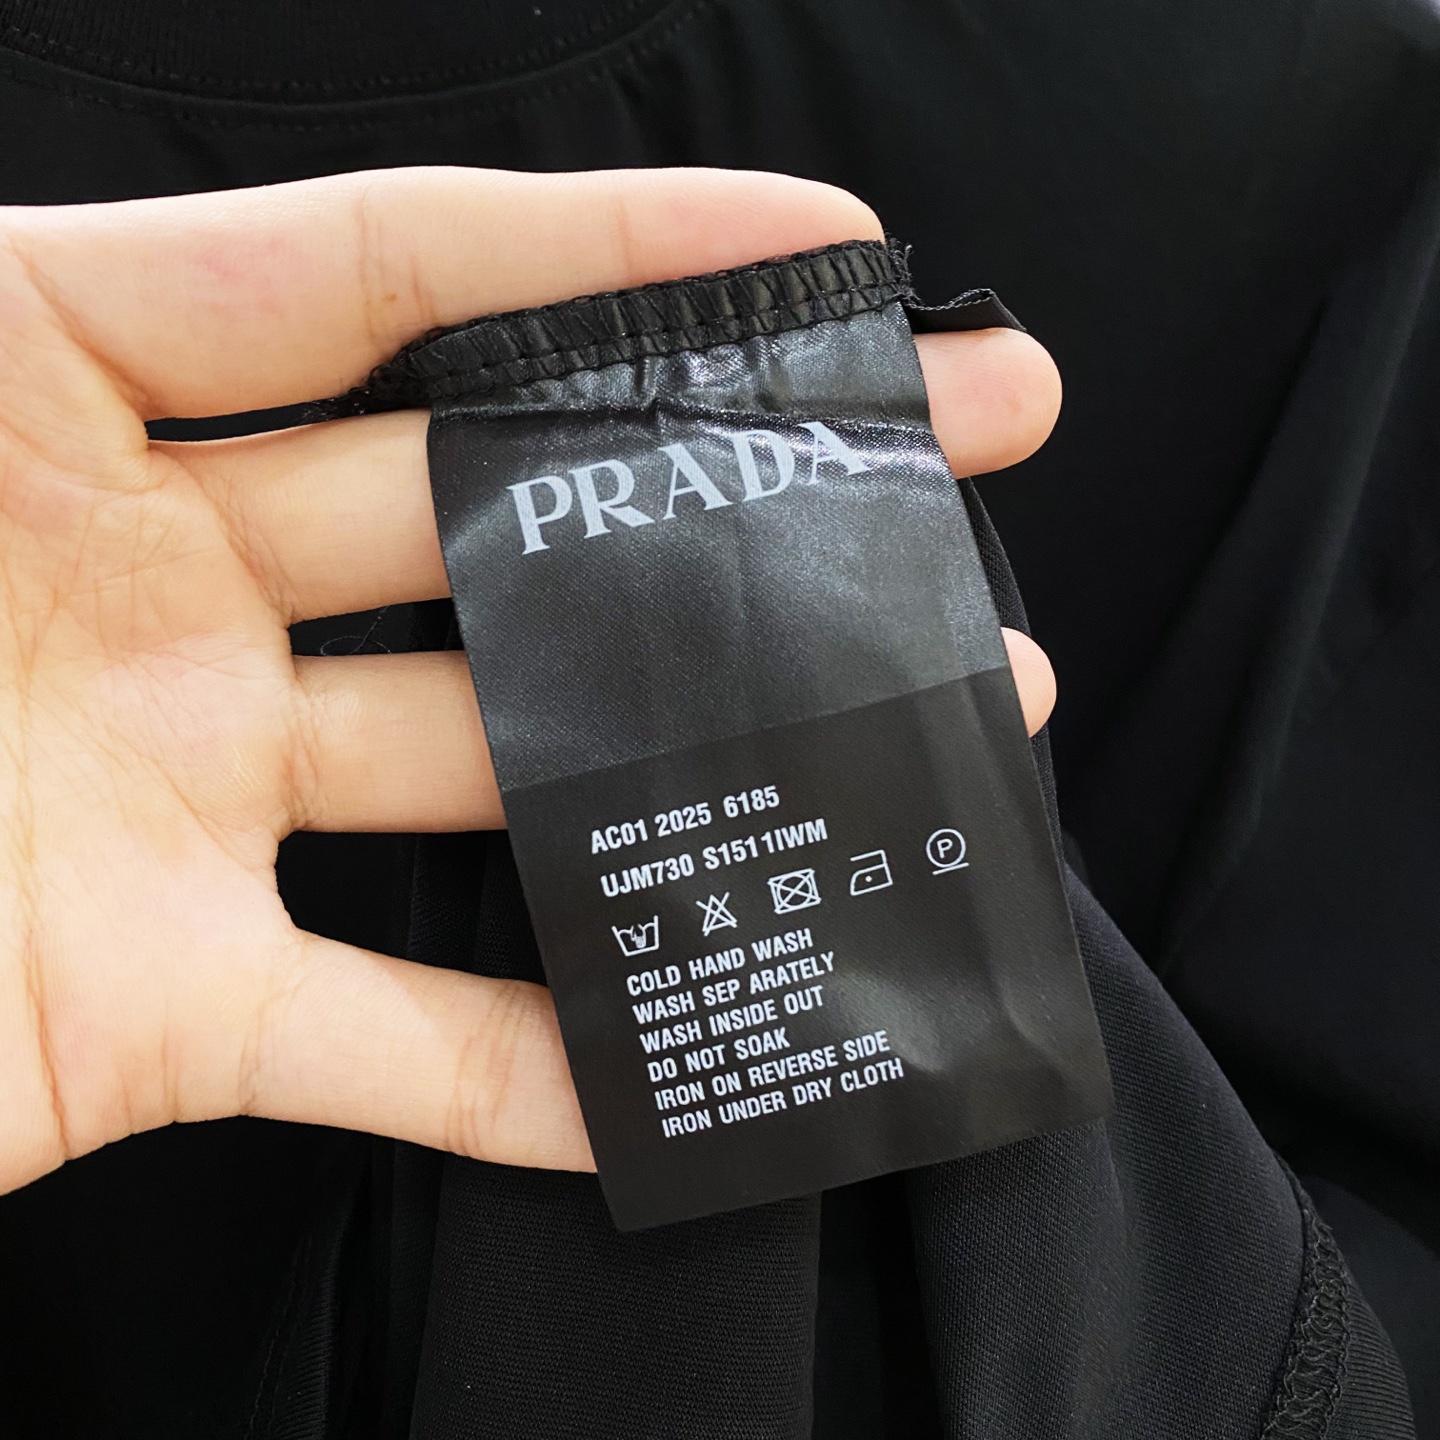 PRADA
AC01 2025 6185
UJM730 S151 1IWM
P
COLD HAND WASH
WASH SEP ARATELY
WASH INSIDE OUT
DO NOT SOAK
IRON ON REVERSE SIDE
IRON UNDER DRY CLOTH